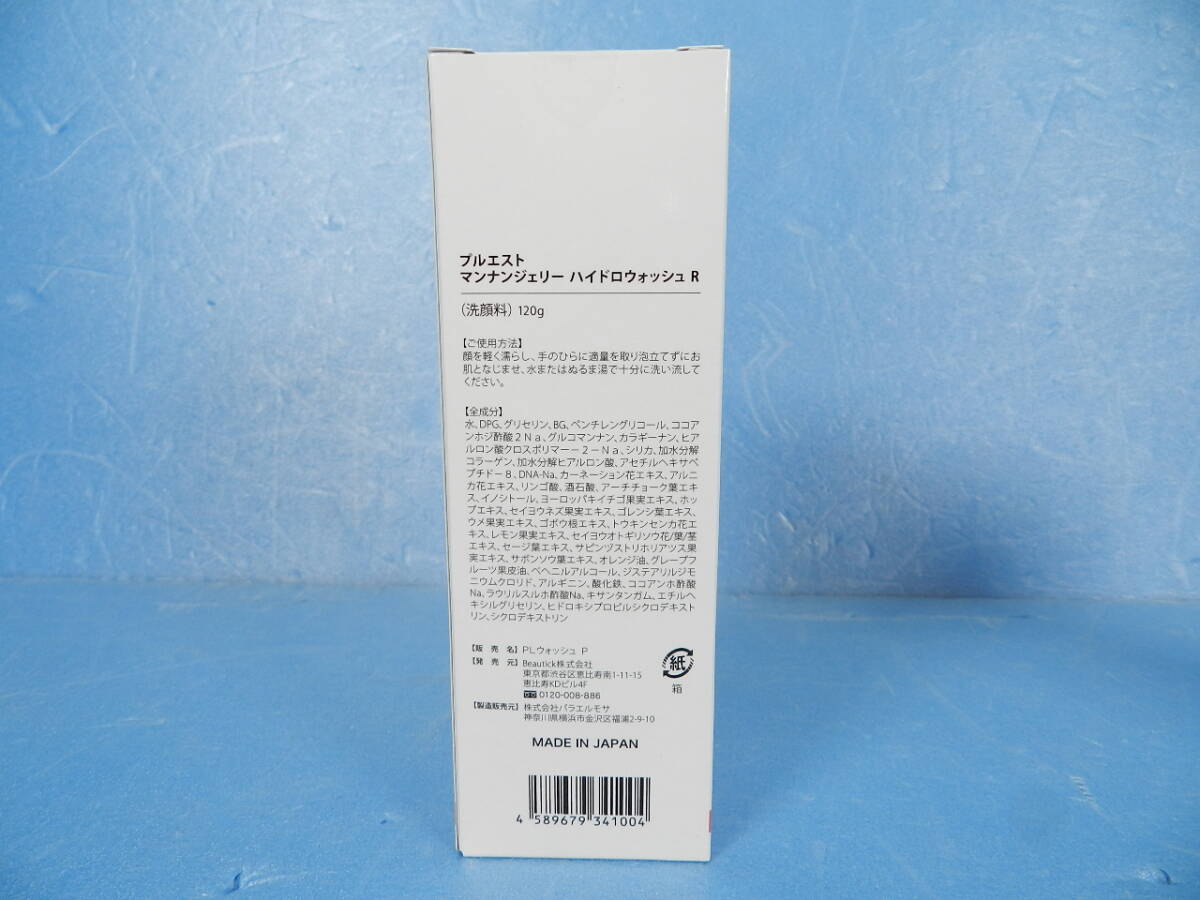 プルエスト
マンナンジェリー ハイドロウォッシュ R
（洗顔料） 120g
【ご使用方法】
顔を軽く濡らし、手のひらに適量を取り泡立てずにお
肌となじませ、水またはぬるま湯で十分に洗い流して
ください。
【全成分】
水、DPG、グリセリン、BG、ペンチレングリコール、ココア
ンホジ酢酸２Ｎａ、グルコマンナン、カラギーナン、ヒア
ルロン酸クロスポリマー－２－Ｎａ、シリカ、加水分解
コラーゲン、加水分解ヒアルロン酸、アセチルヘキサペ
プチド－８、DNA-Na、カーネーション花エキス、アルニ
カ花エキス、リンゴ酸、酒石酸、アーチチョーク葉エキ
ス、イノシトール、ヨーロッパキイチゴ果実エキス、ホッ
プエキス、セイヨウネズ果実エキス、ゴレンシ葉エキス、
ウメ果実エキス、ゴボウ根エキス、トウキンセンカ花エ
キス、レモン果実エキス、セイヨウオトギリソウ花/葉/茎
エキス、セージ葉エキス、サピンヅストリホリアツス果
実エキス、サボンソウ葉エキス、オレンジ油、グレープフ
ルーツ果皮油、ベヘニルアルコール、ジステアリルジモ
ニウムクロリド、アルギニン、酸化鉄、ココアンホ酢酸
Na、ラウリルスルホ酢酸Na、キサンタンガム、エチルヘ
キシルグリセリン、ヒドロキシプロピルシクロデキスト
リン、シクロデキストリン
【販 売 名】 ＰＬウォッシュ Ｐ
【発 売 元】 Beautick株式会社
東京都渋谷区恵比寿南1-11-15
恵比寿KDビル4F
0120-008-886
【製造販売元】 株式会社パラエルモサ
神奈川県横浜市金沢区福浦2-9-10
紙
箱
MADE IN JAPAN
4 589679 341004